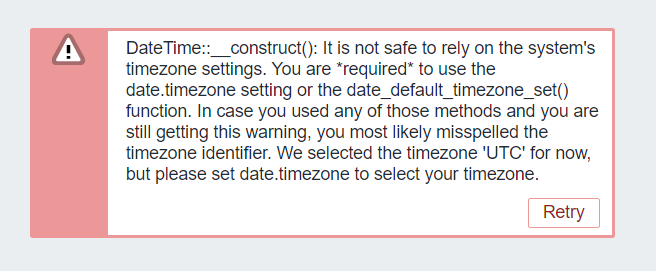 DateTime::__construct(): It is not safe to rely on the system's
timezone settings. You are *required* to use the
date.timezone setting or the date_default_timezone_set()
function. In case you used any of those methods and you are
still getting this warning, you most likely misspelled the
timezone identifier. We selected the timezone 'UTC' for now,
but please set date.timezone to select your timezone.
Retry